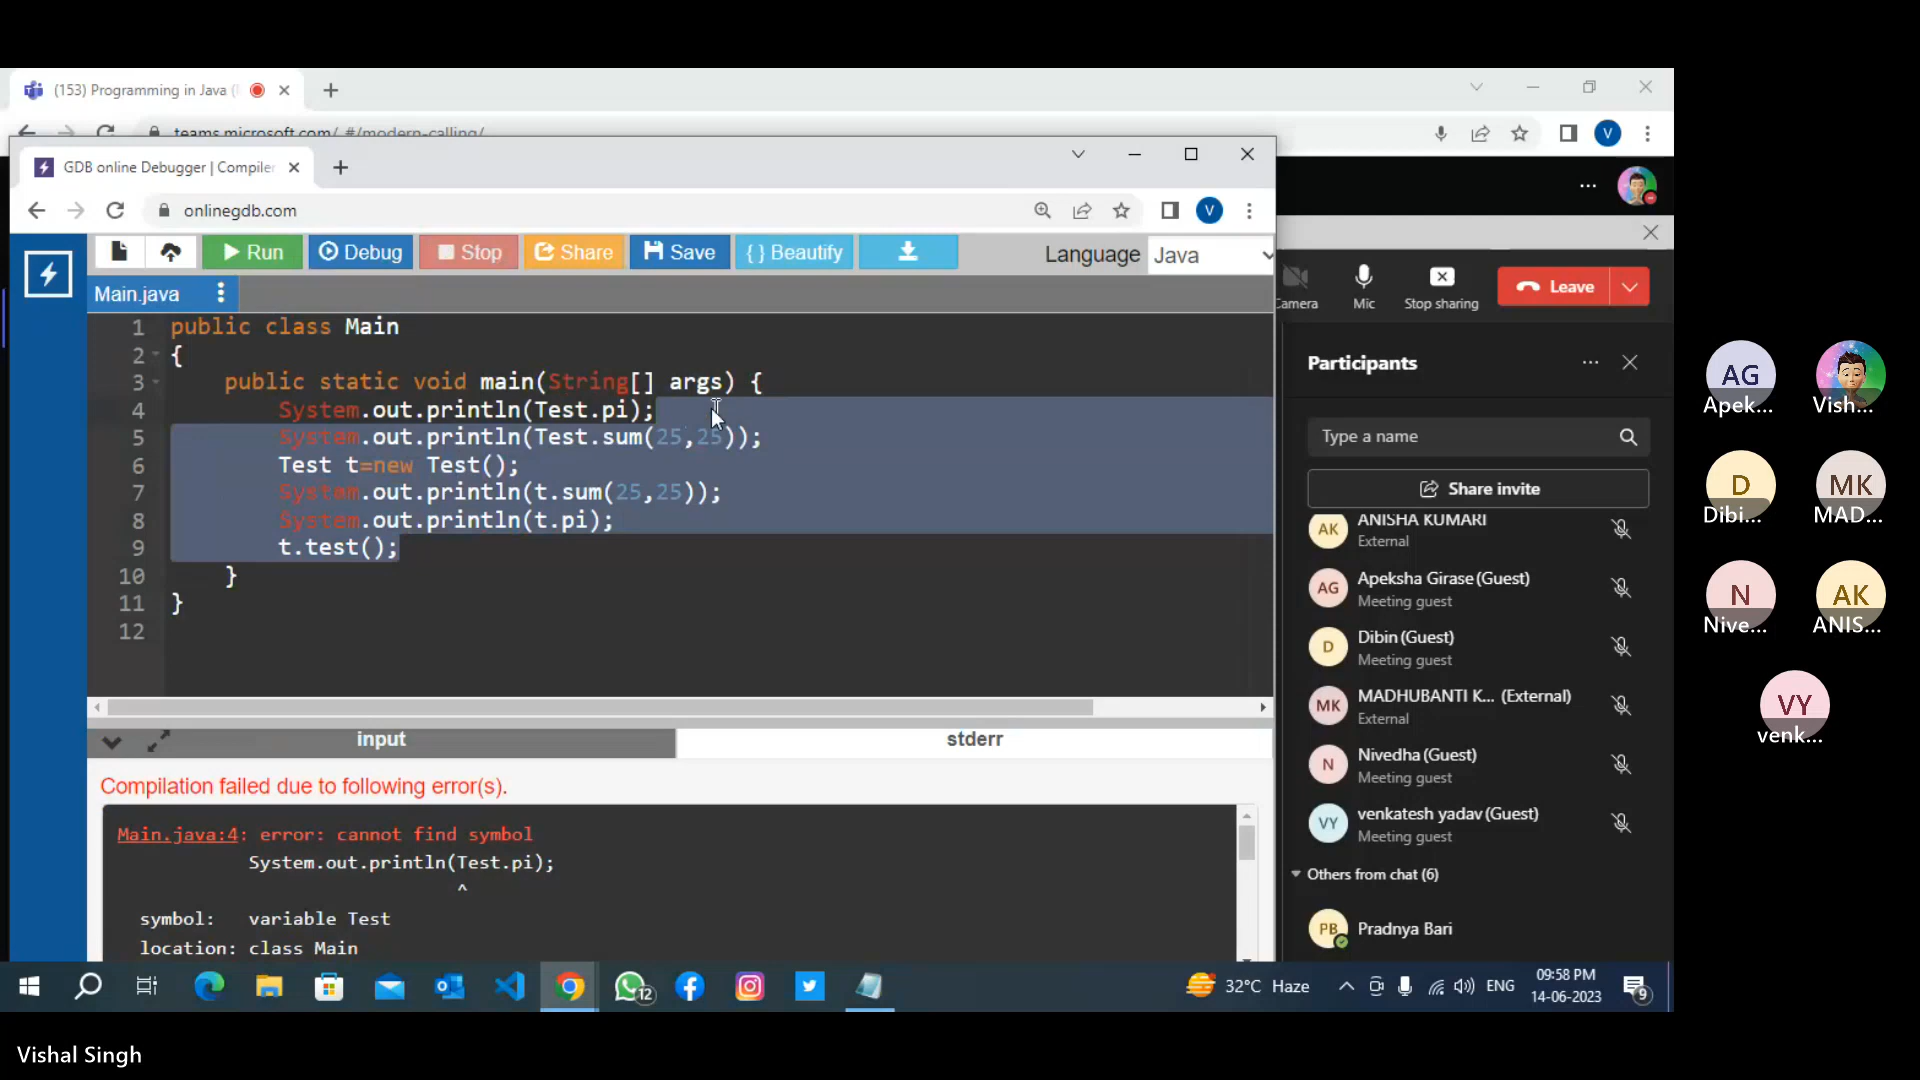 (153) Programming in Java (
teams.microsoft.com/_#/modern-calling/
V
GDB online Debugger | Compiler
onlinegdb.com
V
Run
Debug
Stop
Share
Save
{ } Beautify
Language
Java
Main.java
1 public class Main
2 {
3 public static void main(String[] args) {
4 System.out.println(Test.pi);
5 System.out.println(Test.sum(25,25));
6 Test t=new Test();
7 System.out.println(t.sum(25,25));
8 System.out.println(t.pi);
9 t.test();
10 }
11 }
12
input
stderr
Compilation failed due to following error(s).
Main.java:4: error: cannot find symbol
System.out.println(Test.pi);
^
symbol: variable Test
location: class Main
Camera
Mic
Stop sharing
Leave
Participants
Type a name
Share invite
AK
ANISHA KUMARI
External
AG
Apeksha Girase (Guest)
Meeting guest
D
Dibin (Guest)
Meeting guest
MK
MADHUBANTI K... (External)
External
N
Nivedha (Guest)
Meeting guest
VY
venkatesh yadav (Guest)
Meeting guest
Others from chat (6)
PB
Pradnya Bari
AG
Apek...
Vish...
D
Dibi...
MK
MAD...
N
Nive...
AK
ANIS...
VY
venk...
12
32°C Haze
ENG
09:58 PM
14-06-2023
9
Vishal Singh